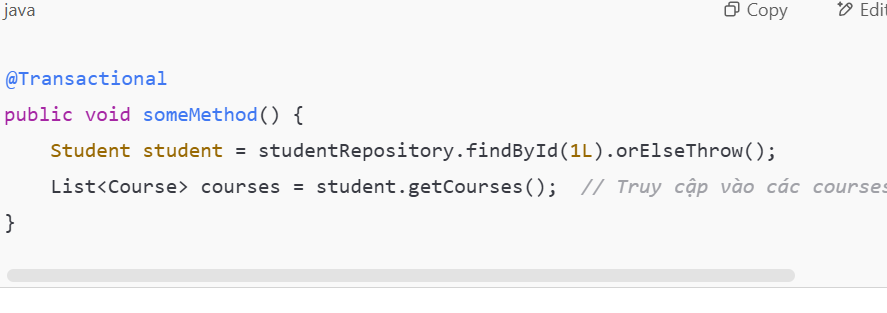 java
Copy
Edit
@Transactional
public void someMethod() {
    Student student = studentRepository.findById(1L).orElseThrow();
    List<Course> courses = student.getCourses();  // Truy cập vào các courses
}